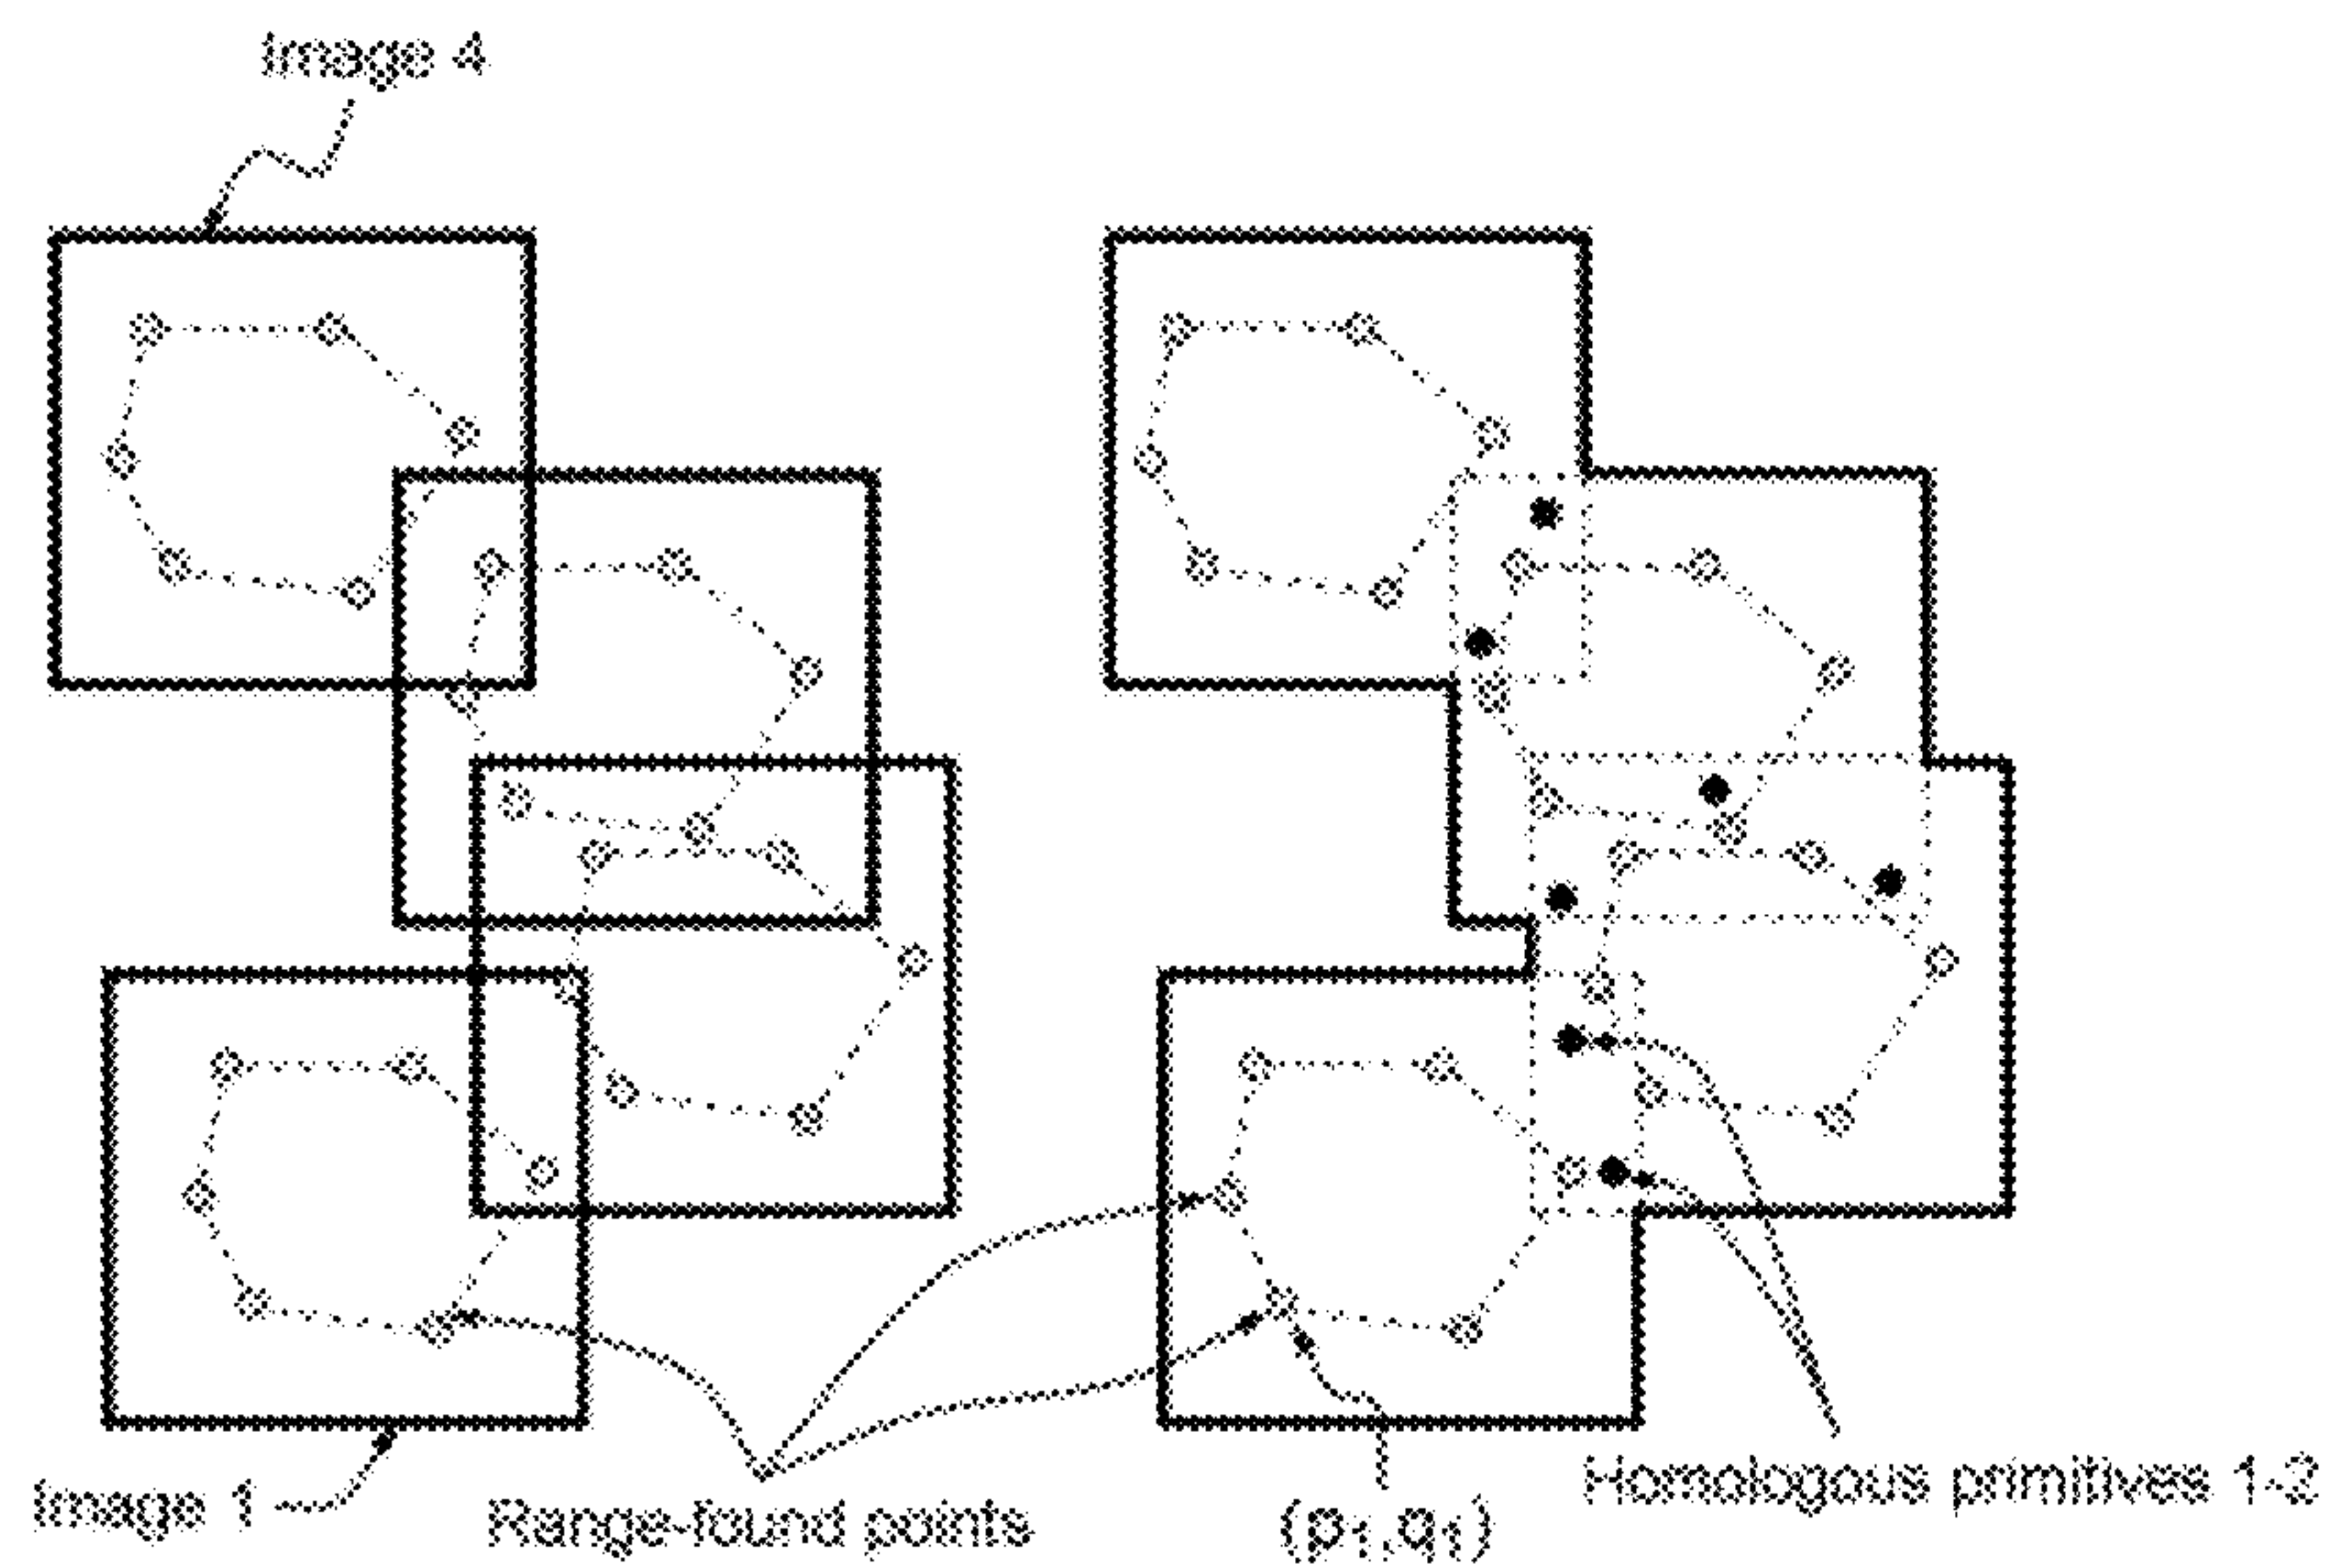 Image 4
Image 1
Range-found points
(p1,q1)
Homologous primitives 1-2